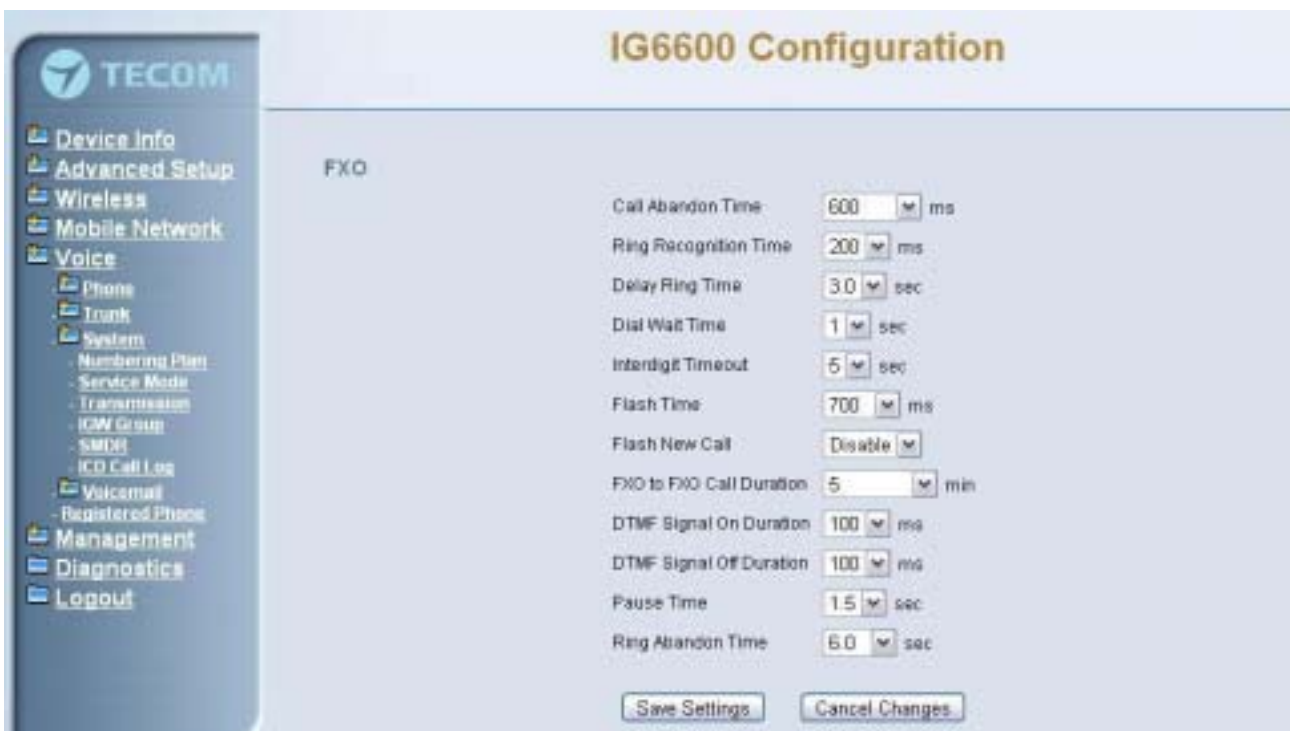 IG6600 Configuration
TECOM
Device Info
Advanced Setup
Wireless
Mobile Network
Voice
Phone
Trunk
System
- Numbering Plan
- Service Mode
- Transmission
- IGW Group
- SMDR
- ICD Call Log
Voicemail
- Registered Phone
Management
Diagnostics
Logout
FXO
Call Abandon Time 600 ms
Ring Recognition Time 200 ms
Delay Ring Time 3.0 sec
Dial Wait Time 1 sec
Interdigit Timeout 5 sec
Flash Time 700 ms
Flash New Call Disable
FXO to FXO Call Duration 5 min
DTMF Signal On Duration 100 ms
DTMF Signal Off Duration 100 ms
Pause Time 1.5 sec
Ring Abandon Time 6.0 sec
Save Settings Cancel Changes